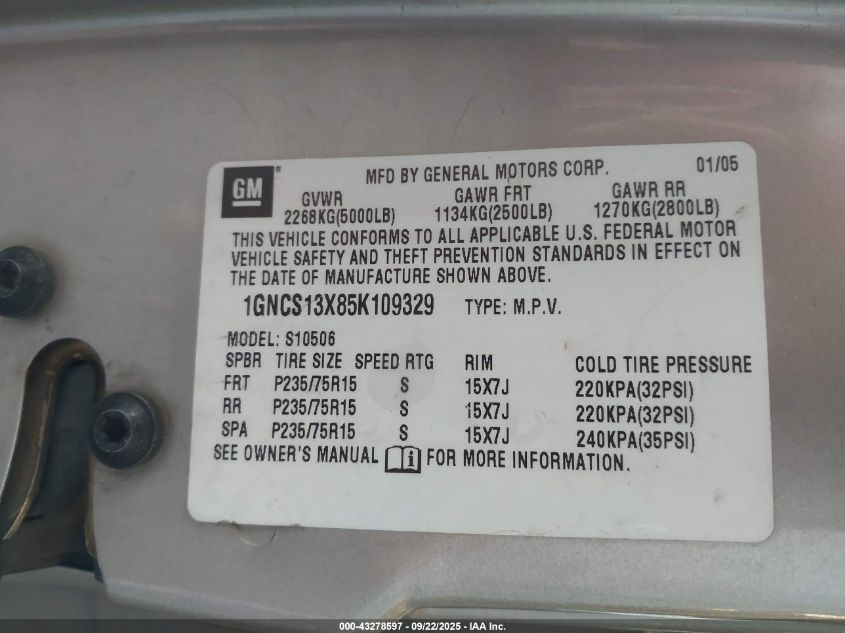 GM
MFD BY GENERAL MOTORS CORP. 01/05
GVWR GAWR FRT GAWR RR
2268KG(5000LB) 1134KG(2500LB) 1270KG(2800LB)
THIS VEHICLE CONFORMS TO ALL APPLICABLE U.S. FEDERAL MOTOR
VEHICLE SAFETY AND THEFT PREVENTION STANDARDS IN EFFECT ON
THE DATE OF MANUFACTURE SHOWN ABOVE.
1GNCS13X85K109329 TYPE: M.P.V.
MODEL: S10506
SPBR TIRE SIZE SPEED RTG RIM COLD TIRE PRESSURE
FRT P235/75R15 S 15X7J 220KPA(32PSI)
RR P235/75R15 S 15X7J 220KPA(32PSI)
SPA P235/75R15 S 15X7J 240KPA(35PSI)
SEE OWNER'S MANUAL i FOR MORE INFORMATION.
000-43278597 - 09/22/2025 - IAA Inc.